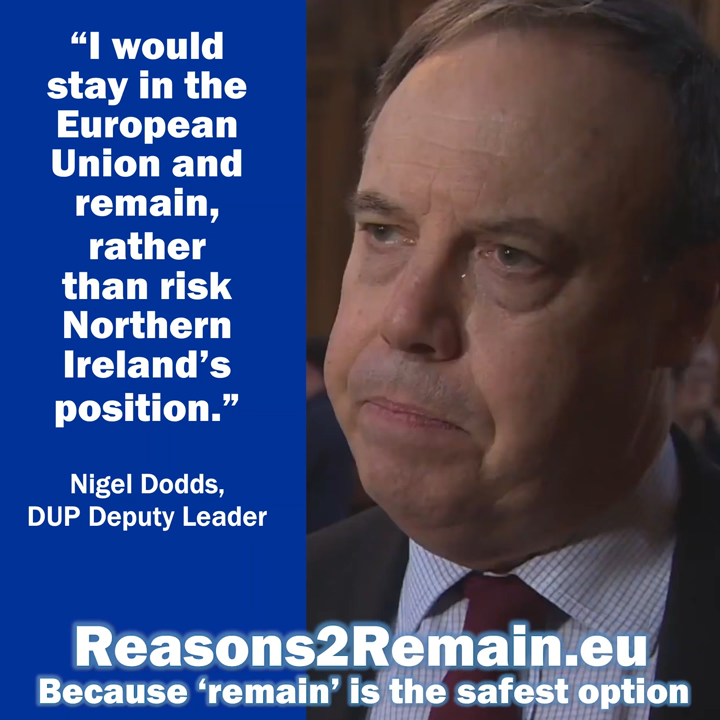 “I would
stay in the
European
Union and
remain,
rather
than risk
Northern
Ireland’s
position.”
Nigel Dodds,
DUP Deputy Leader
Reasons2Remain.eu
Because ‘remain’ is the safest option